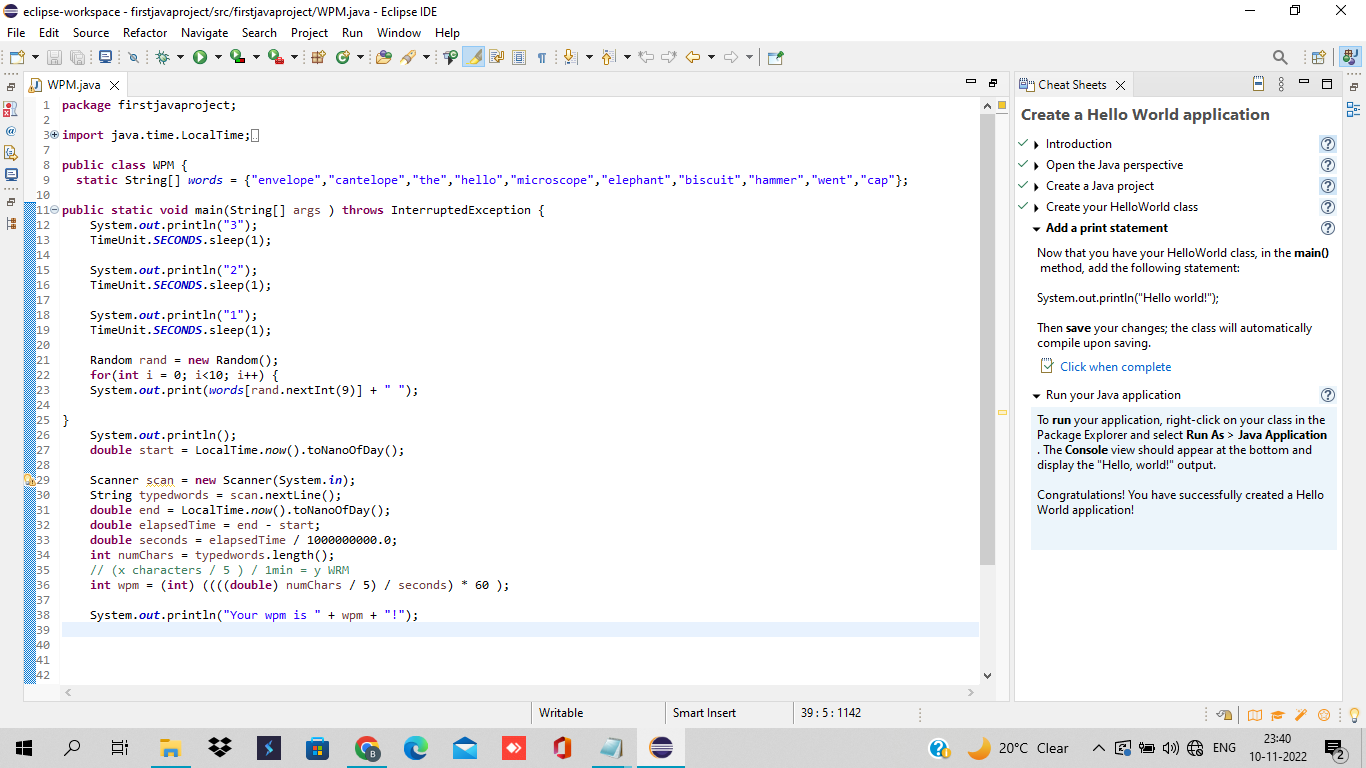 eclipse-workspace - firstjavaproject/src/firstjavaproject/WPM.java - Eclipse IDE
File Edit Source Refactor Navigate Search Project Run Window Help
WPM.java
1 package firstjavaproject;
2
3 import java.time.LocalTime;
7
8 public class WPM {
9 static String[] words = {"envelope","cantelope","the","hello","microscope","elephant","biscuit","hammer","went","cap"};
10
11 public static void main(String[] args ) throws InterruptedException {
12 System.out.println("3");
13 TimeUnit.SECONDS.sleep(1);
14
15 System.out.println("2");
16 TimeUnit.SECONDS.sleep(1);
17
18 System.out.println("1");
19 TimeUnit.SECONDS.sleep(1);
20
21 Random rand = new Random();
22 for(int i = 0; i<10; i++) {
23 System.out.print(words[rand.nextInt(9)] + " ");
24
25 }
26 System.out.println();
27 double start = LocalTime.now().toNanoOfDay();
28
29 Scanner scan = new Scanner(System.in);
30 String typedwords = scan.nextLine();
31 double end = LocalTime.now().toNanoOfDay();
32 double elapsedTime = end - start;
33 double seconds = elapsedTime / 1000000000.0;
34 int numChars = typedwords.length();
35 // (x characters / 5 ) / 1min = y WRM
36 int wpm = (int) ((((double) numChars / 5) / seconds) * 60 );
37
38 System.out.println("Your wpm is " + wpm + "!");
39
40
41
42
Cheat Sheets
Create a Hello World application
Introduction
Open the Java perspective
Create a Java project
Create your HelloWorld class
Add a print statement
Now that you have your HelloWorld class, in the main()
method, add the following statement:
System.out.println("Hello world!");
Then save your changes; the class will automatically
compile upon saving.
Click when complete
Run your Java application
To run your application, right-click on your class in the
Package Explorer and select Run As > Java Application
. The Console view should appear at the bottom and
display the "Hello, world!" output.
Congratulations! You have successfully created a Hello
World application!
Writable Smart Insert 39 : 5 : 1142
20°C Clear ENG 23:40
10-11-2022 2